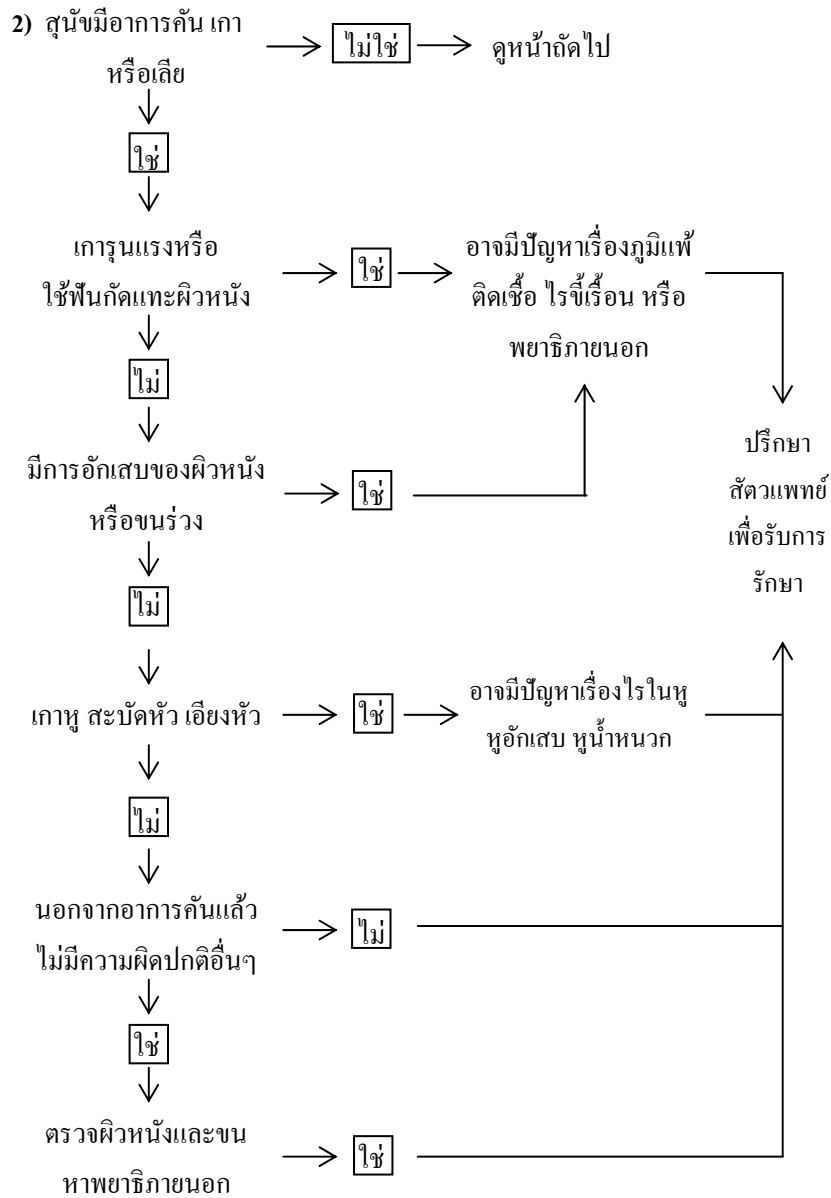 2) สุนัขมีอาการคัน เกา
หรือเลีย
ไม่ใช่
ดูหน้าถัดไป
ใช่
เการุนแรงหรือ
ใช้ฟันกัดแทะผิวหนัง
ใช่
อาจมีปัญหาเรื่องภูมิแพ้
ติดเชื้อ ไรขี้เรื้อน หรือ
พยาธิภายนอก
ไม่
มีการอักเสบของผิวหนัง
หรือขนร่วง
ใช่
ปรึกษา
สัตวแพทย์
เพื่อรับการ
รักษา
ไม่
เกาหู สะบัดหัว เอียงหัว
ใช่
อาจมีปัญหาเรื่องไรในหู
หูอักเสบ หูน้ำหนวก
ไม่
นอกจากอาการคันแล้ว
ไม่มีความผิดปกติอื่นๆ
ไม่
ใช่
ตรวจผิวหนังและขน
หาพยาธิภายนอก
ใช่